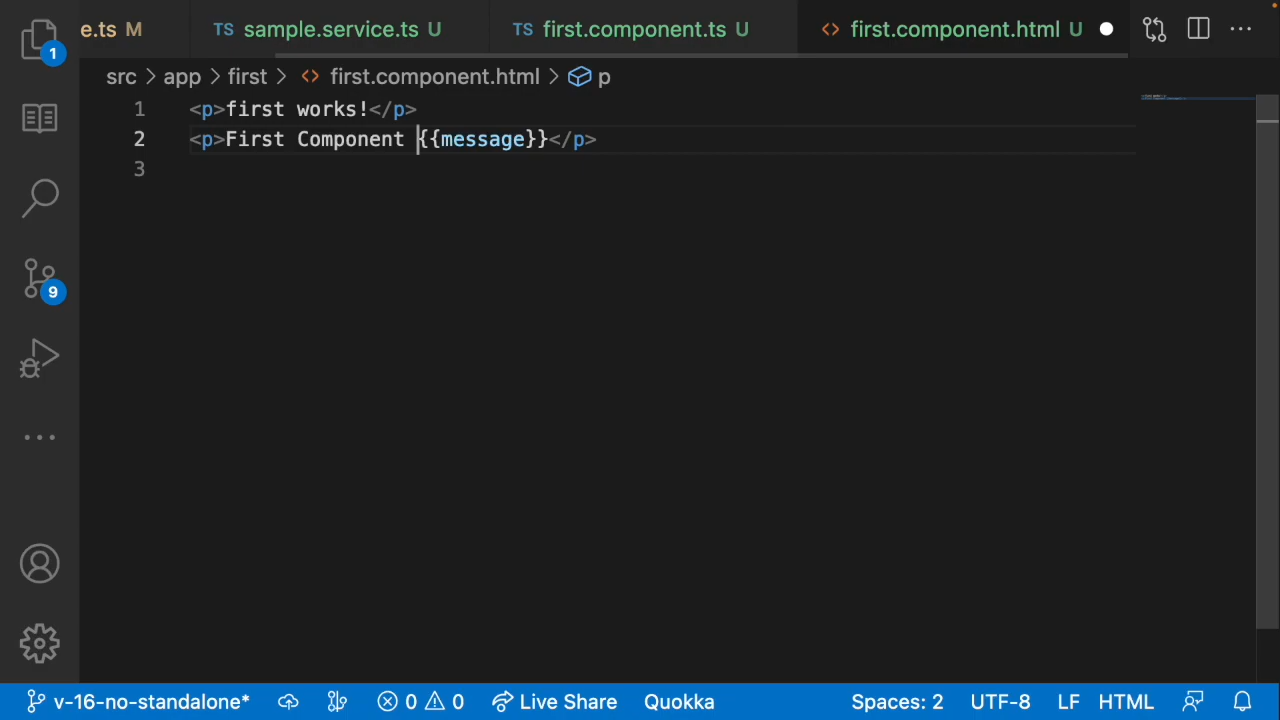 e.ts M
TS sample.service.ts U
TS first.component.ts U
<> first.component.html U
src > app > first > <> first.component.html > p
1 <p>first works!</p>
2 <p>First Component {{message}}</p>
3
1
9
v-16-no-standalone* 0 0 Live Share Quokka Spaces: 2 UTF-8 LF HTML